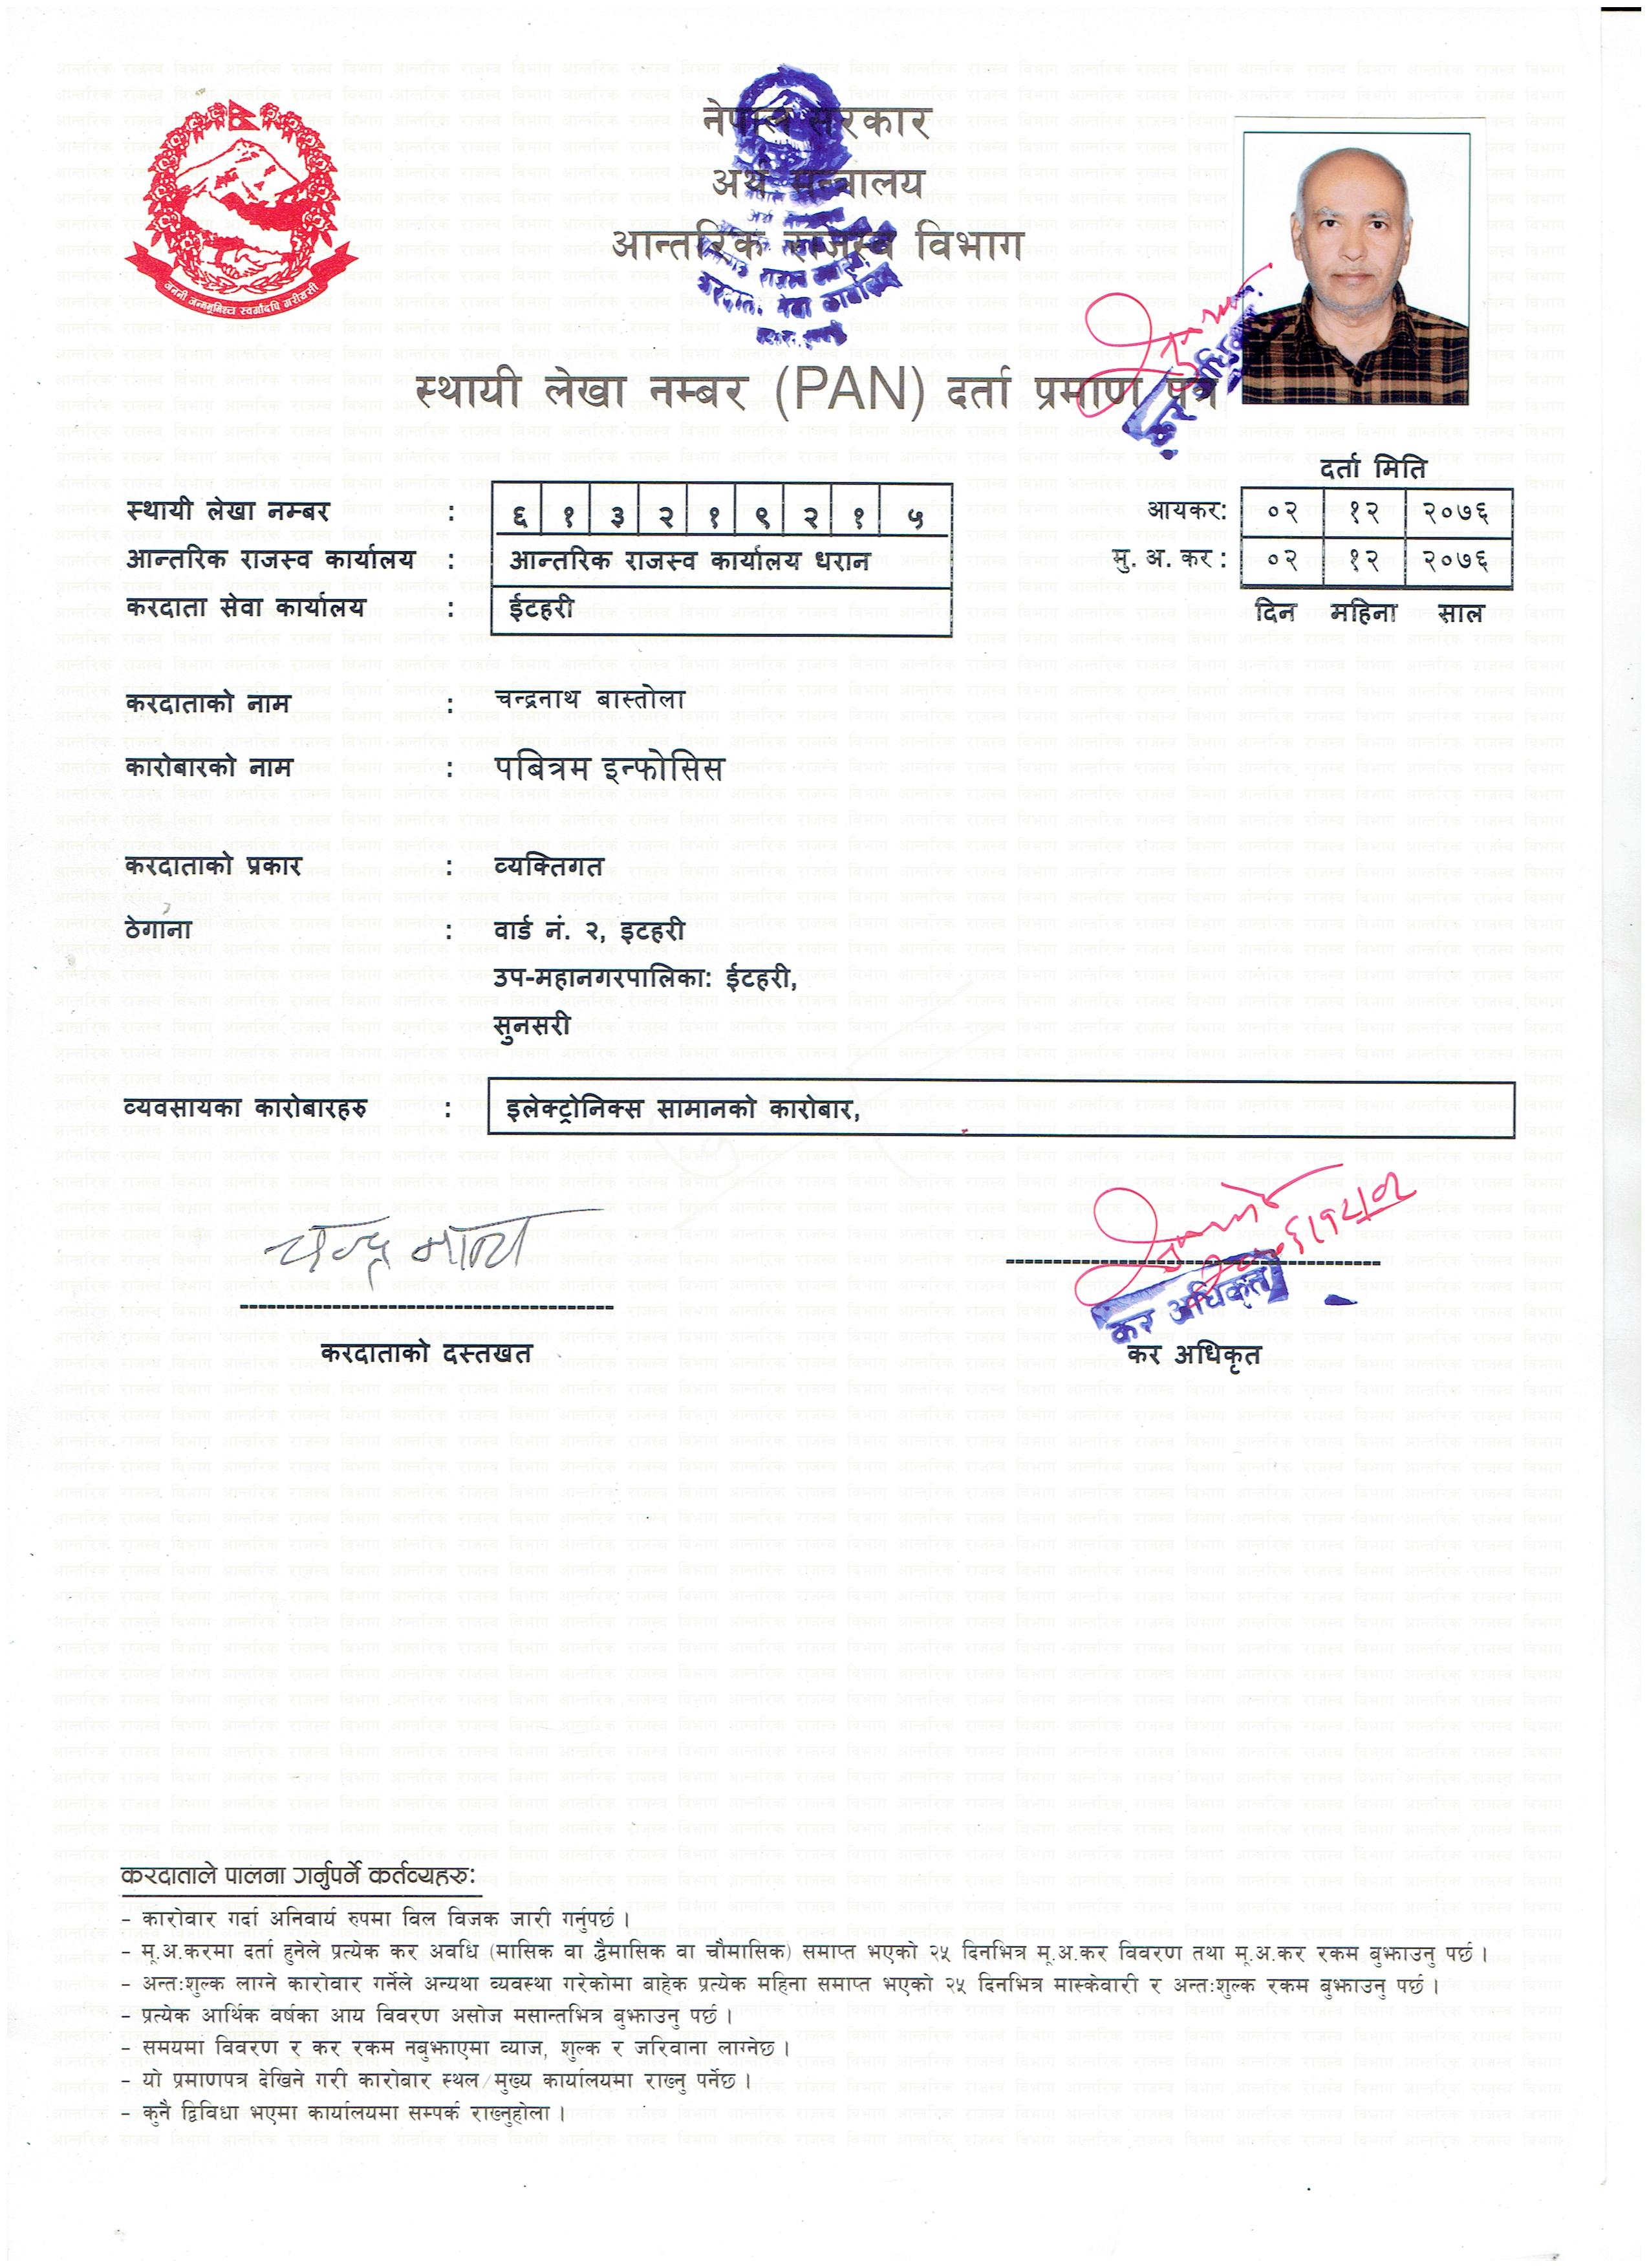 नेपाल सरकार
अर्थ मन्त्रालय
आन्तरिक राजस्व विभाग
जननी जन्मभूमिश्च स्वर्गादपि गरीयसी
स्थायी लेखा नम्बर (PAN) दर्ता प्रमाण पत्र
दर्ता मिति
स्थायी लेखा नम्बर : ६ १ ३ २ १ ९ २ १ ५ आयकर: ०२ १२ २०७६
आन्तरिक राजस्व कार्यालय : आन्तरिक राजस्व कार्यालय धरान मु. अ. कर : ०२ १२ २०७६
करदाता सेवा कार्यालय : ईटहरी दिन महिना साल
करदाताको नाम : चन्द्रनाथ बास्तोला
कारोबारको नाम : पबित्रम इन्फोसिस
करदाताको प्रकार : व्यक्तिगत
ठेगाना : वार्ड नं. २, इटहरी
उप-महानगरपालिका: ईटहरी,
सुनसरी
व्यवसायका कारोबारहरु : इलेक्ट्रोनिक्स सामानको कारोबार,
कर अधिकृत
करदाताको दस्तखत कर अधिकृत
करदाताले पालना गर्नुपर्ने कर्तव्यहरु:
– कारोवार गर्दा अनिवार्य रुपमा विल विजक जारी गर्नुपर्छ ।
– मू.अ.करमा दर्ता हुनेले प्रत्येक कर अवधि (मासिक वा द्वैमासिक वा चौमासिक) समाप्त भएको २५ दिनभित्र मू.अ.कर विवरण तथा मू.अ.कर रकम बुझाउनु पर्छ ।
– अन्त:शुल्क लाग्ने कारोवार गर्नेले अन्यथा व्यवस्था गरेकोमा बाहेक प्रत्येक महिना समाप्त भएको २५ दिनभित्र मास्केवारी र अन्त:शुल्क रकम बुझाउनु पर्छ ।
– प्रत्येक आर्थिक वर्षका आय विवरण असोज मसान्तभित्र बुझाउनु पर्छ ।
– समयमा विवरण र कर रकम नबुझाएमा व्याज, शुल्क र जरिवाना लाग्नेछ ।
– यो प्रमाणपत्र देखिने गरी कारोबार स्थल/मुख्य कार्यालयमा राख्नु पर्नेछ ।
– कुनै द्विविधा भएमा कार्यालयमा सम्पर्क राख्नुहोला ।